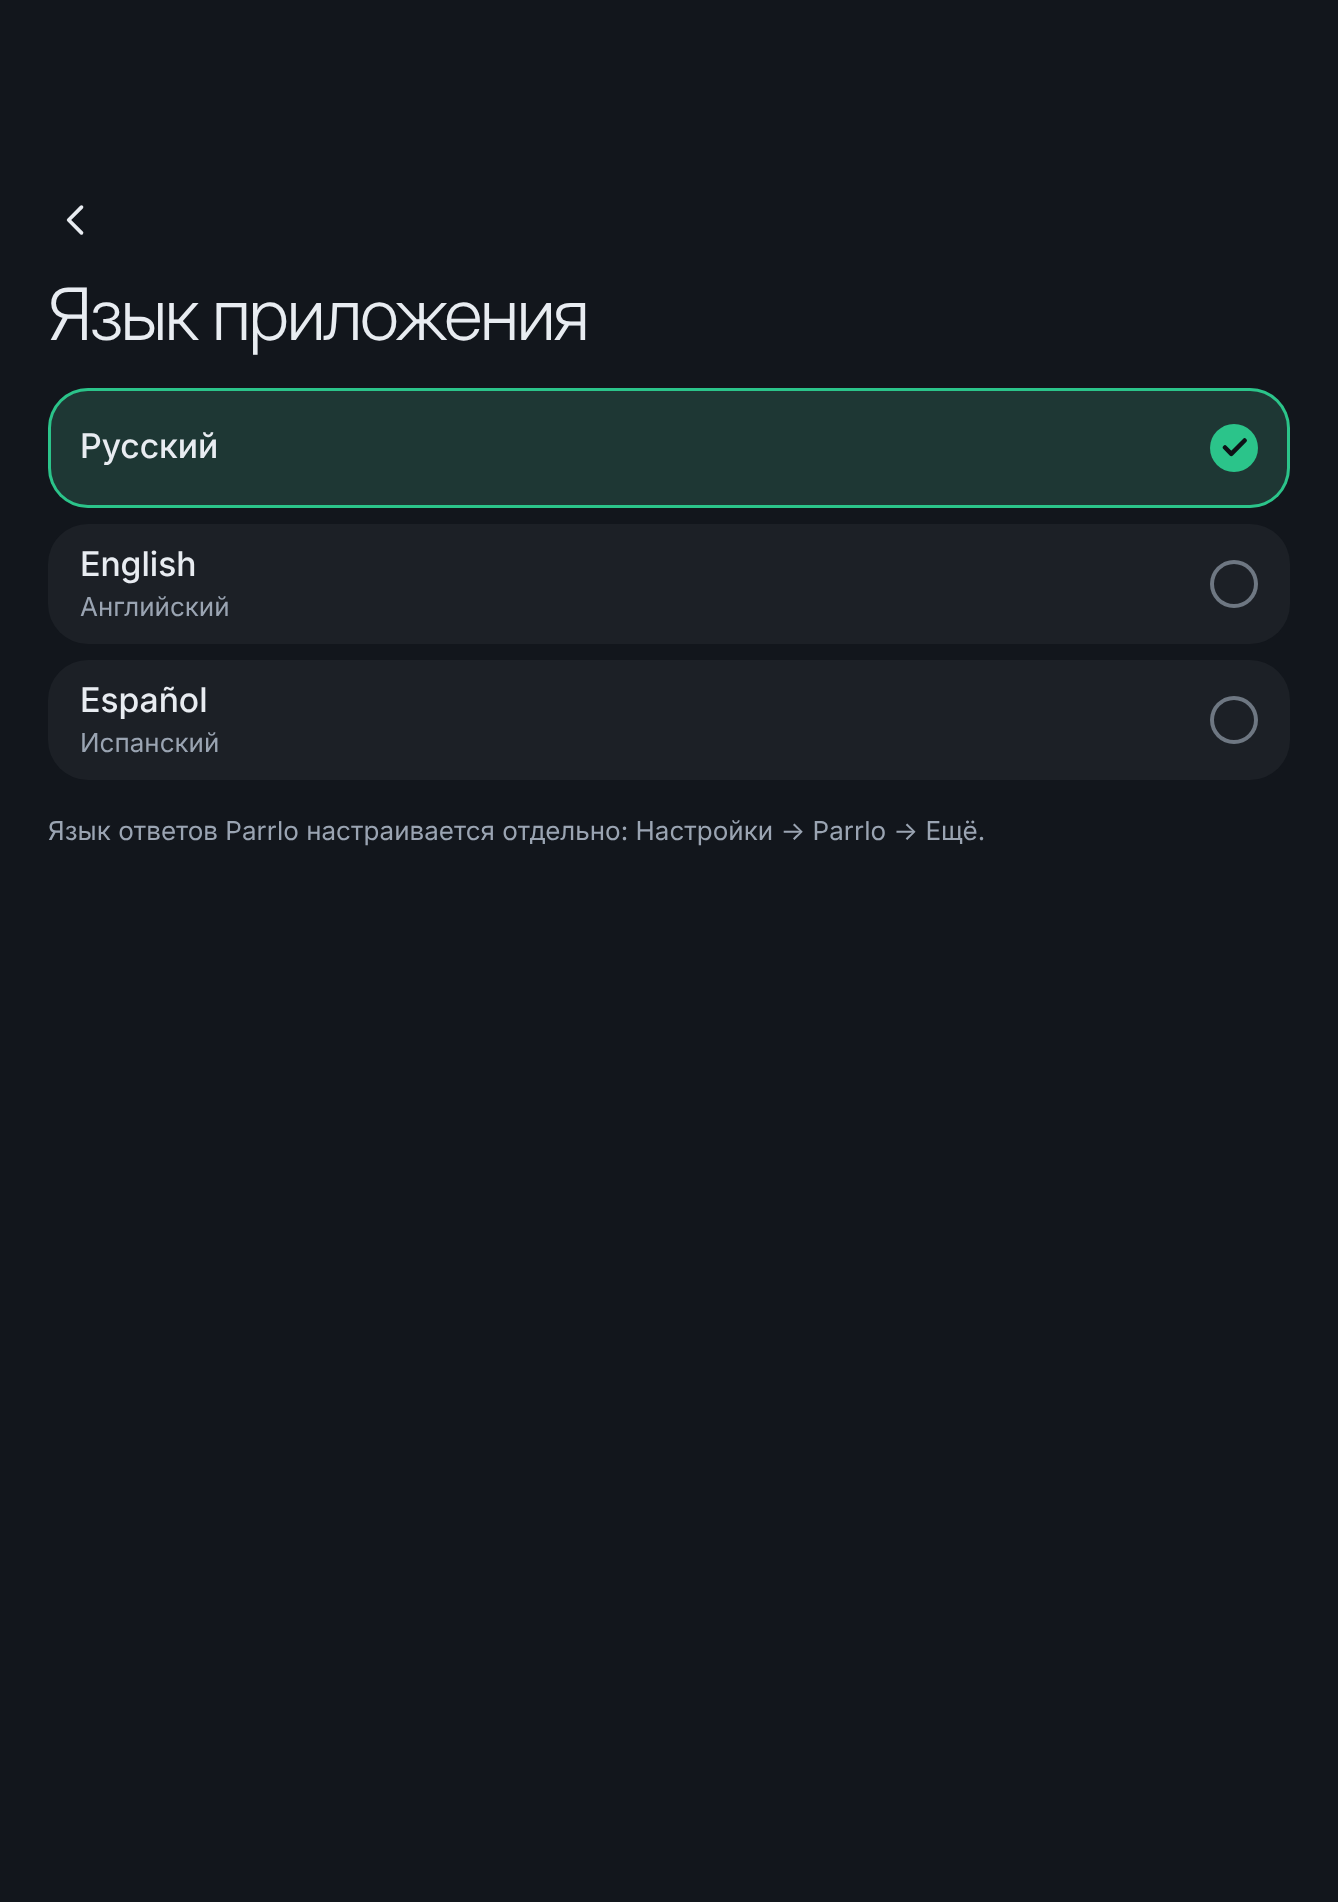 Язык приложения
Русский
English
Английский
Español
Испанский
Язык ответов Parrlo настраивается отдельно: Настройки → Parrlo → Ещё.